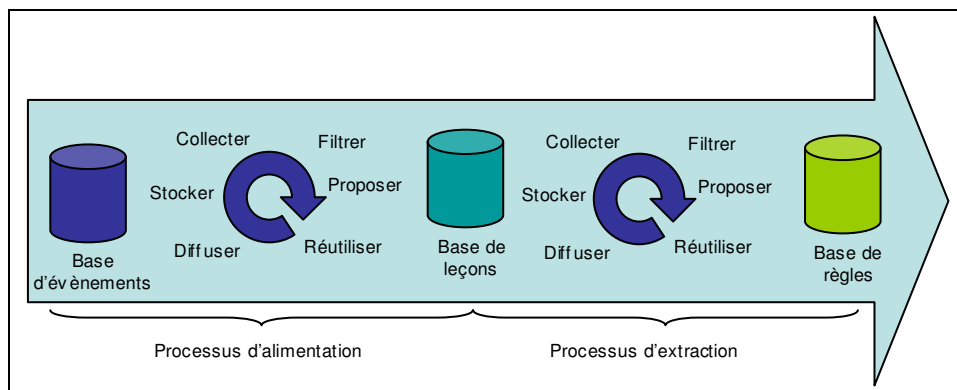 Collecter
Filtrer
Stocker
Proposer
Diffuser
Réutiliser
Base
d'évènements
Base de
leçons
Collecter
Filtrer
Stocker
Proposer
Diffuser
Réutiliser
Base de
règles
Processus d'alimentation
Processus d'extraction